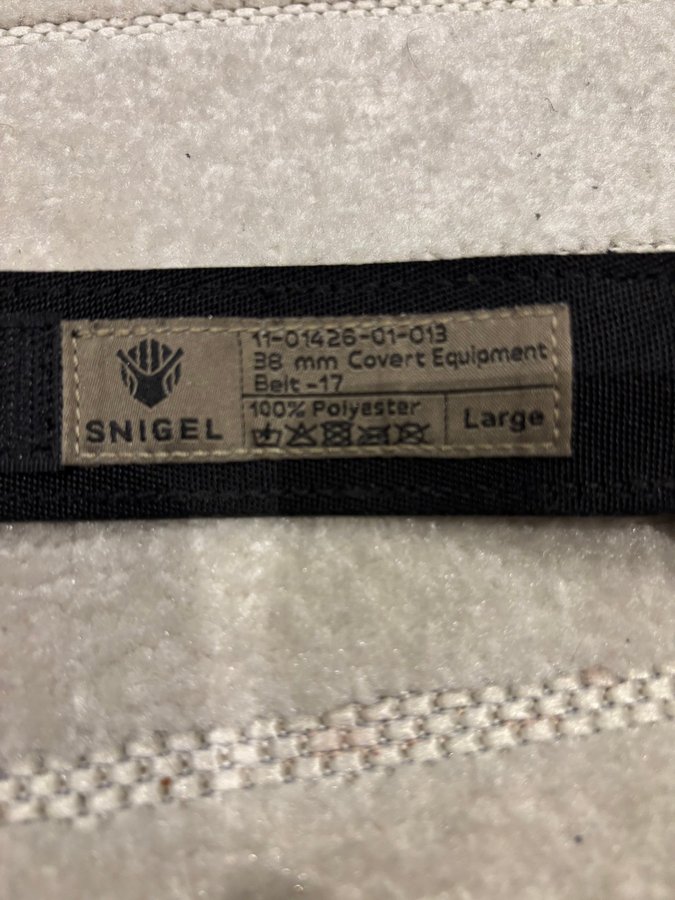 SNIGEL
11-01426-01-013
38 mm Covert Equipment
Belt -17
100% Polyester
Large